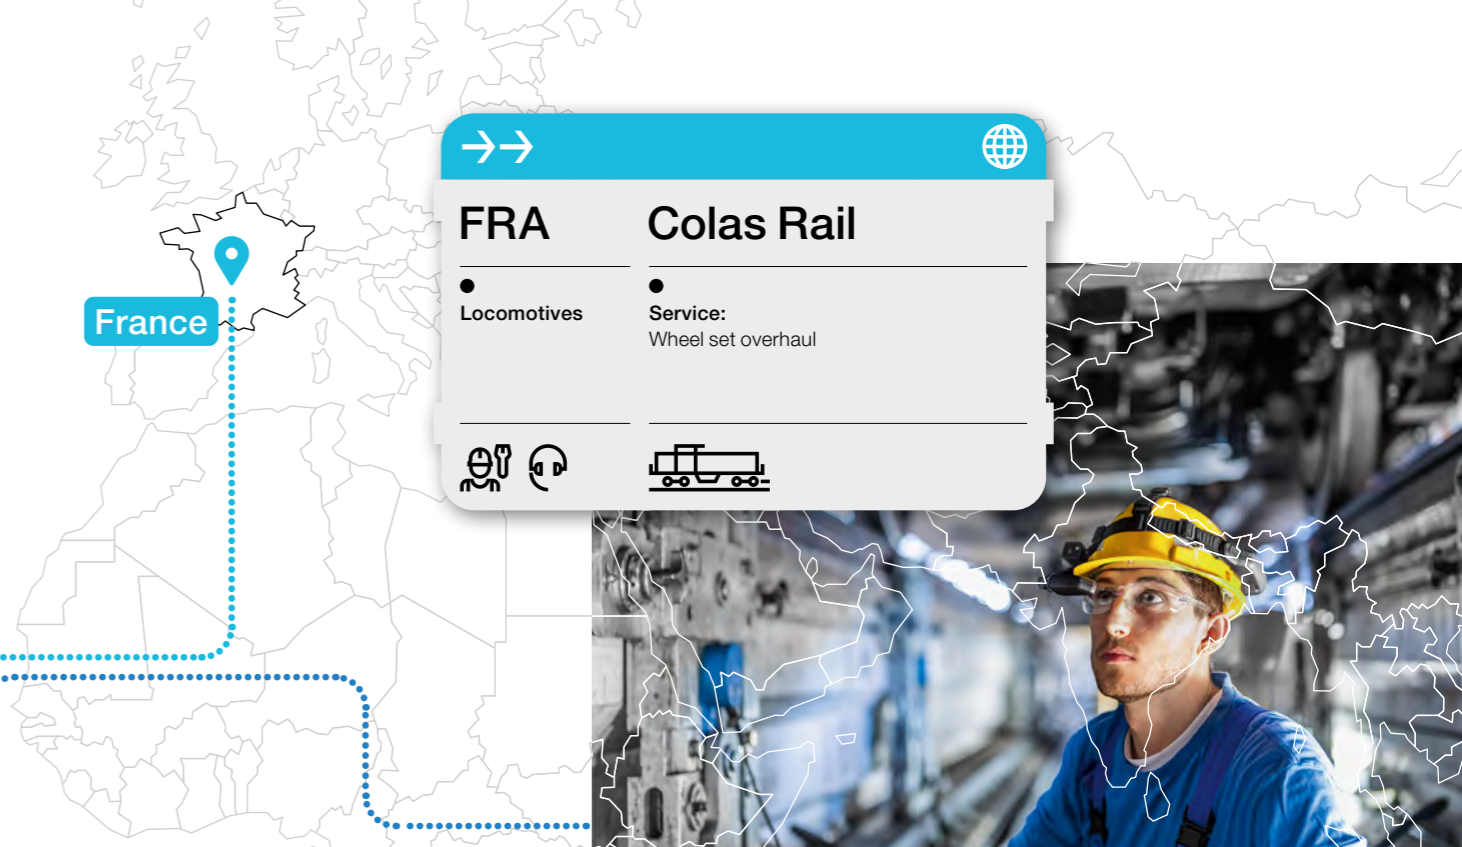 FRA
Colas Rail
Locomotives
Service:
Wheel set overhaul
France